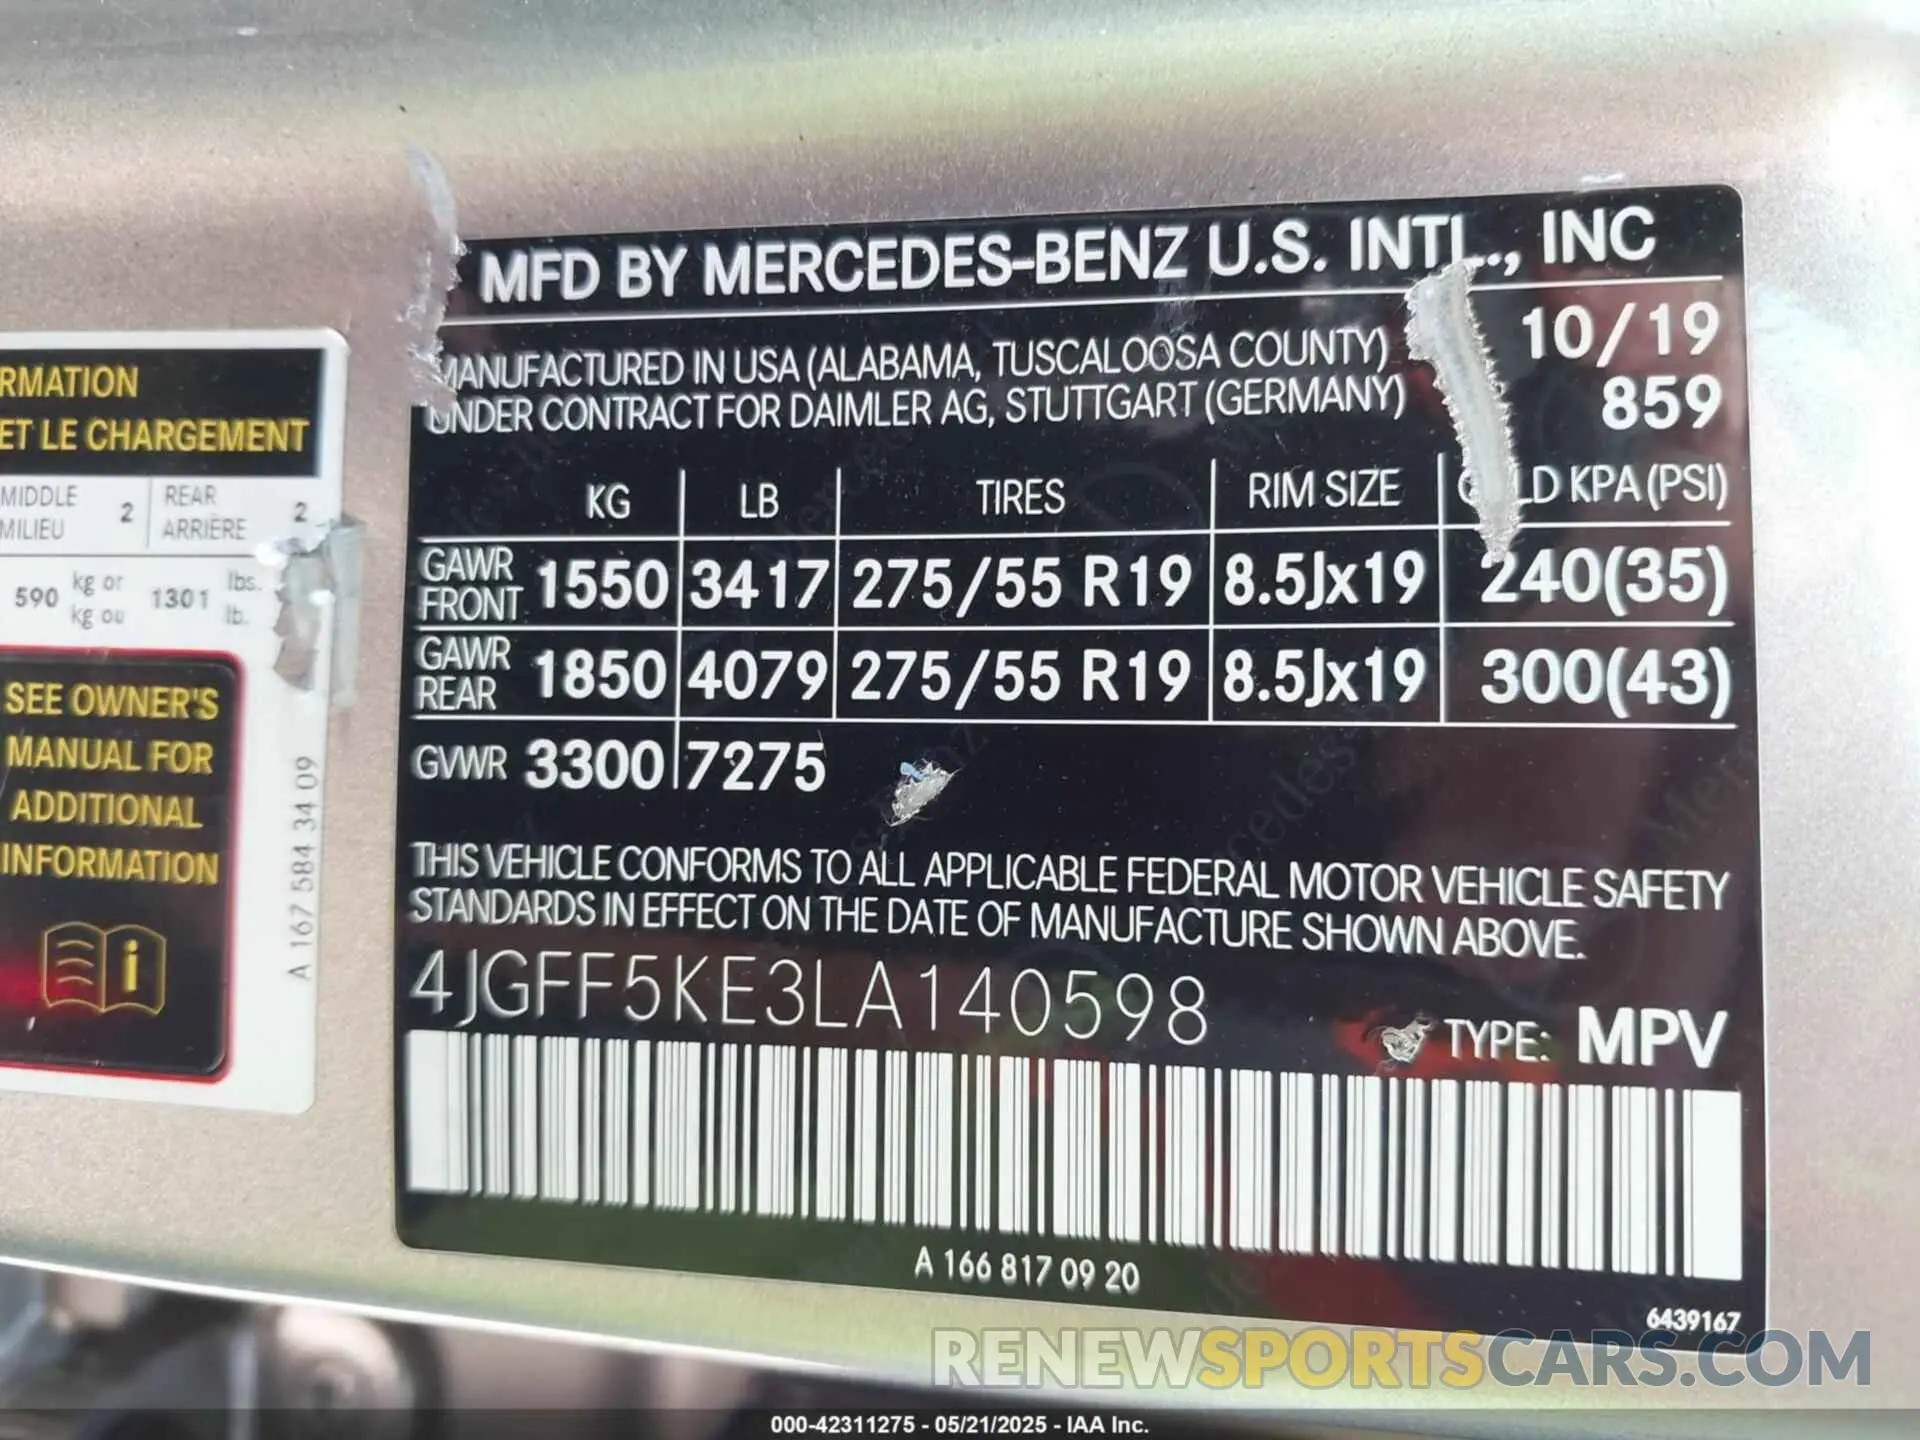 MFD BY MERCEDES-BENZ U.S. INTL., INC
10/19
MANUFACTURED IN USA (ALABAMA, TUSCALOOSA COUNTY)
UNDER CONTRACT FOR DAIMLER AG, STUTTGART (GERMANY)
859
KG LB TIRES RIM SIZE COLD KPA (PSI)
GAWR
FRONT 1550 3417 275/55 R19 8.5Jx19 240(35)
GAWR
REAR 1850 4079 275/55 R19 8.5Jx19 300(43)
GVWR 3300 7275
THIS VEHICLE CONFORMS TO ALL APPLICABLE FEDERAL MOTOR VEHICLE SAFETY
STANDARDS IN EFFECT ON THE DATE OF MANUFACTURE SHOWN ABOVE.
4JGFF5KE3LA140598
TYPE: MPV
A 166 817 09 20
6439167
RMATION
ET LE CHARGEMENT
MIDDLE
MILIEU 2
REAR
ARRIÈRE 2
590 kg or
kg ou 1301 lbs.
lb.
SEE OWNER'S
MANUAL FOR
ADDITIONAL
INFORMATION
A 167 584 34 09
RENEWSPORTSCARS.COM
000-42311275 - 05/21/2025 - IAA Inc.